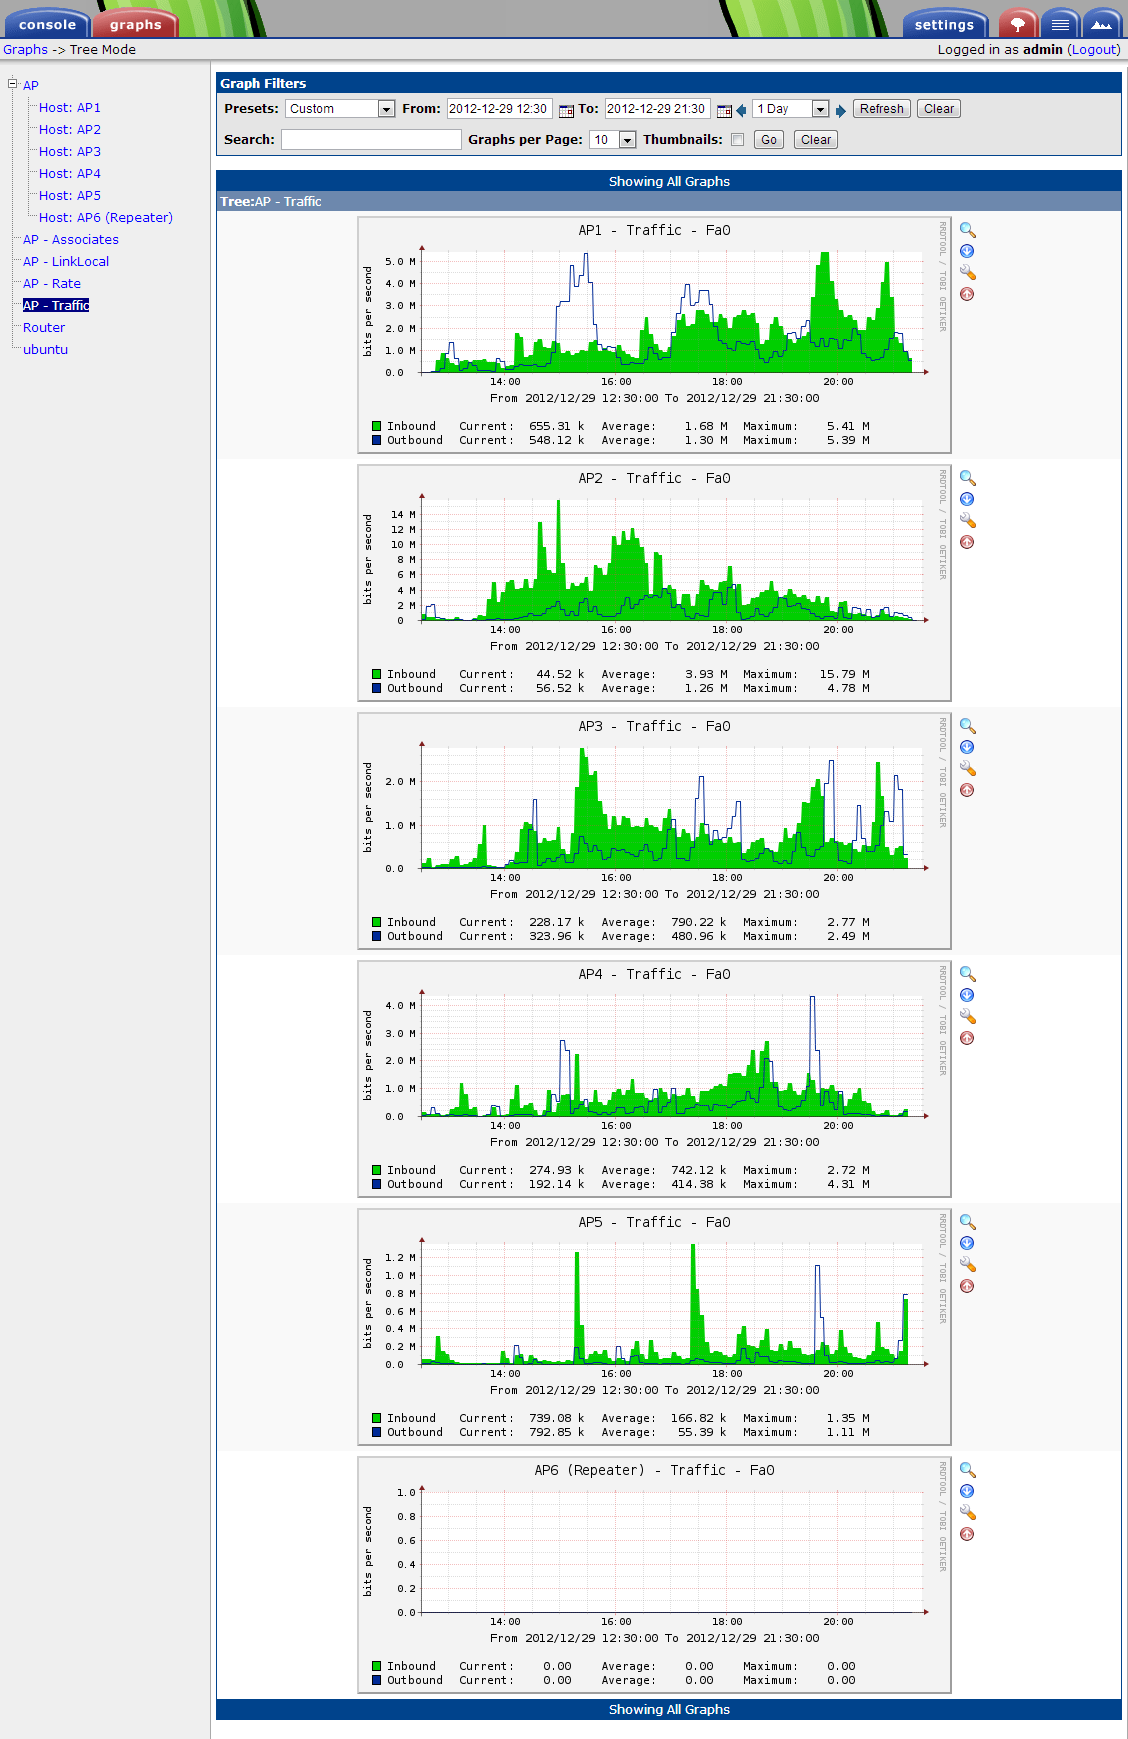 console graphs settings
Graphs -> Tree Mode Logged in as admin (Logout)
AP
Host: AP1
Host: AP2
Host: AP3
Host: AP4
Host: AP5
Host: AP6 (Repeater)
AP - Associates
AP - LinkLocal
AP - Rate
AP - Traffic
Router
ubuntu
Graph Filters
Presets: Custom From: 2012-12-29 12:30 To: 2012-12-29 21:30 1 Day Refresh Clear
Search: Graphs per Page: 10 Thumbnails: Go Clear
Showing All Graphs
Tree:AP - Traffic
AP1 - Traffic - Fa0
RRDTOOL / TOBI OETIKER
bits per second
5.0 M
4.0 M
3.0 M
2.0 M
1.0 M
0.0
14:00 16:00 18:00 20:00
From 2012/12/29 12:30:00 To 2012/12/29 21:30:00
Inbound Current: 655.31 k Average: 1.68 M Maximum: 5.41 M
Outbound Current: 548.12 k Average: 1.30 M Maximum: 5.39 M
AP2 - Traffic - Fa0
RRDTOOL / TOBI OETIKER
bits per second
14 M
12 M
10 M
8 M
6 M
4 M
2 M
0
14:00 16:00 18:00 20:00
From 2012/12/29 12:30:00 To 2012/12/29 21:30:00
Inbound Current: 44.52 k Average: 3.93 M Maximum: 15.79 M
Outbound Current: 56.52 k Average: 1.26 M Maximum: 4.78 M
AP3 - Traffic - Fa0
RRDTOOL / TOBI OETIKER
bits per second
2.0 M
1.0 M
0.0
14:00 16:00 18:00 20:00
From 2012/12/29 12:30:00 To 2012/12/29 21:30:00
Inbound Current: 228.17 k Average: 790.22 k Maximum: 2.77 M
Outbound Current: 323.96 k Average: 480.96 k Maximum: 2.49 M
AP4 - Traffic - Fa0
RRDTOOL / TOBI OETIKER
bits per second
4.0 M
3.0 M
2.0 M
1.0 M
0.0
14:00 16:00 18:00 20:00
From 2012/12/29 12:30:00 To 2012/12/29 21:30:00
Inbound Current: 274.93 k Average: 742.12 k Maximum: 2.72 M
Outbound Current: 192.14 k Average: 414.38 k Maximum: 4.31 M
AP5 - Traffic - Fa0
RRDTOOL / TOBI OETIKER
bits per second
1.2 M
1.0 M
0.8 M
0.6 M
0.4 M
0.2 M
0.0
14:00 16:00 18:00 20:00
From 2012/12/29 12:30:00 To 2012/12/29 21:30:00
Inbound Current: 739.08 k Average: 166.82 k Maximum: 1.35 M
Outbound Current: 792.85 k Average: 55.39 k Maximum: 1.11 M
AP6 (Repeater) - Traffic - Fa0
RRDTOOL / TOBI OETIKER
bits per second
1.0
0.8
0.6
0.4
0.2
0.0
14:00 16:00 18:00 20:00
From 2012/12/29 12:30:00 To 2012/12/29 21:30:00
Inbound Current: 0.00 Average: 0.00 Maximum: 0.00
Outbound Current: 0.00 Average: 0.00 Maximum: 0.00
Showing All Graphs